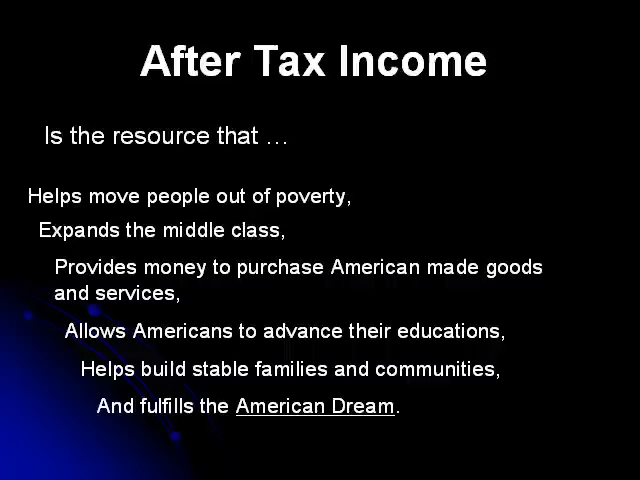 After Tax Income
Is the resource that …
Helps move people out of poverty,
Expands the middle class,
Provides money to purchase American made goods
and services,
Allows Americans to advance their educations,
Helps build stable families and communities,
And fulfills the American Dream.